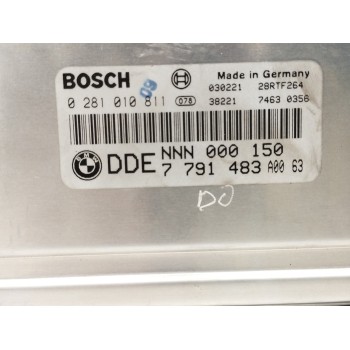 BOSCH
Made in Germany
030221 28RTF264
0 281 010 811 078 38221 7463 0356
DDE NNN 000 150
7 791 483 A00 63
DO